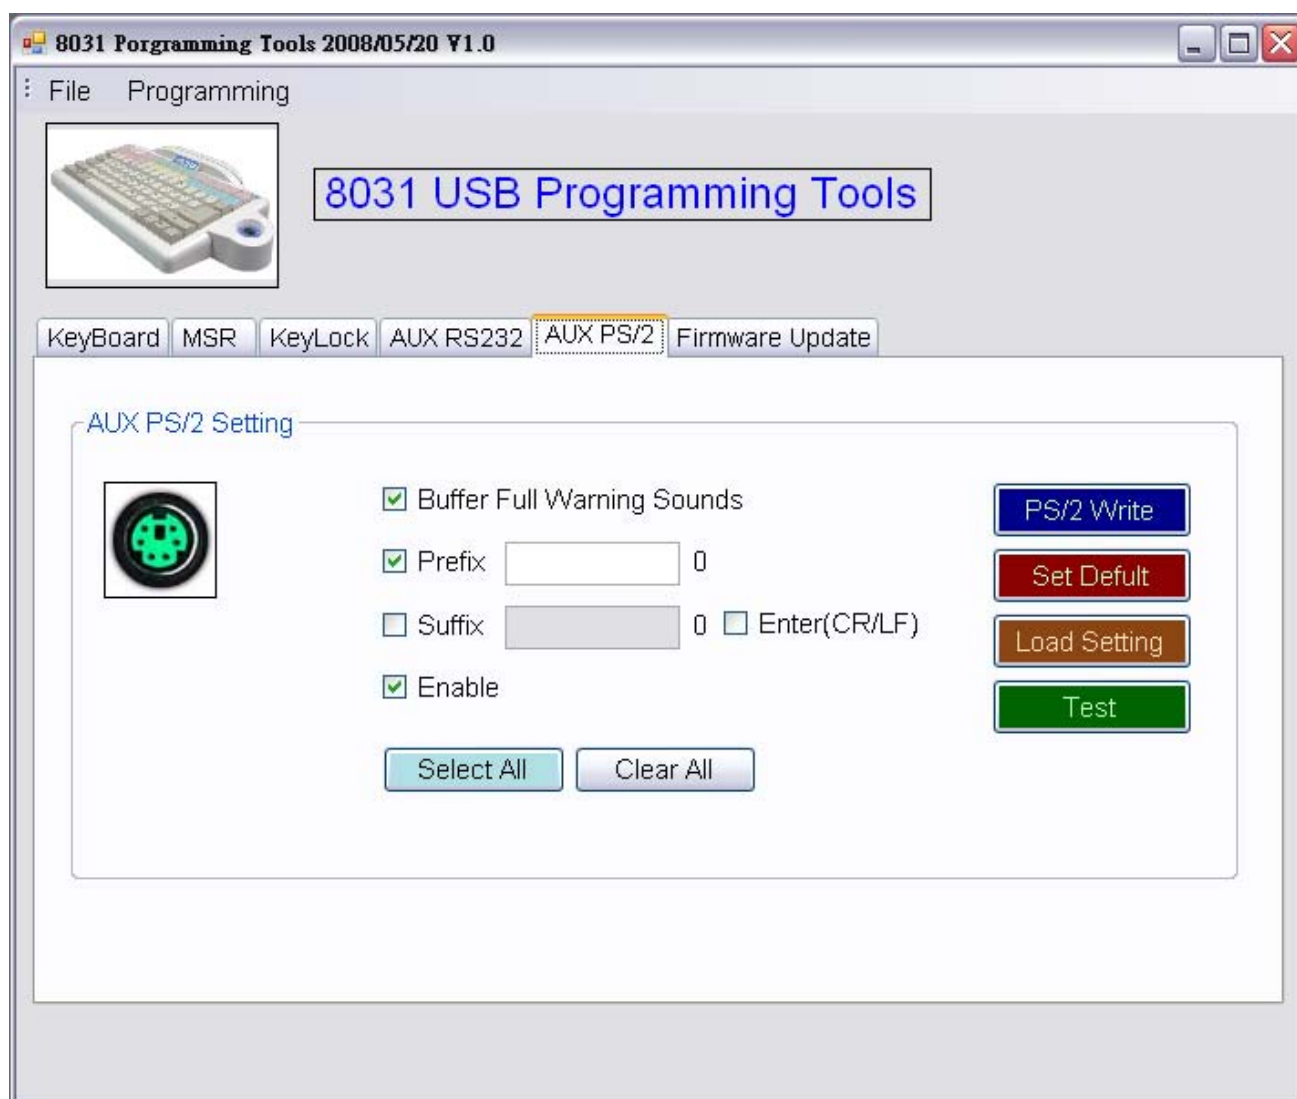 8031 Porgramming Tools 2008/05/20 V1.0
File Programming
8031 USB Programming Tools
KeyBoard MSR KeyLock AUX RS232 AUX PS/2 Firmware Update
AUX PS/2 Setting
Buffer Full Warning Sounds
Prefix 0
Suffix 0 Enter(CR/LF)
Enable
Select All Clear All
PS/2 Write
Set Defult
Load Setting
Test